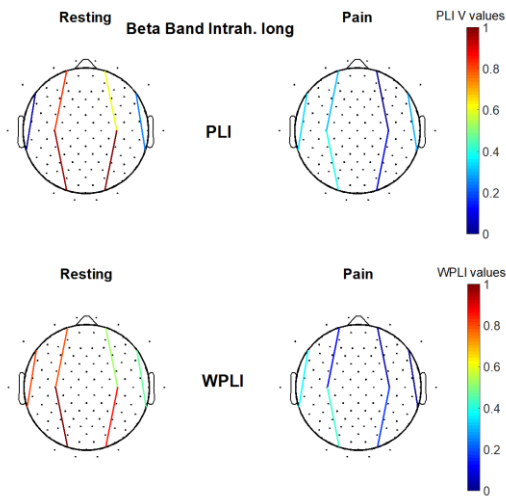 Resting
Beta Band Intrah. long
Pain
PLI V values
1
0.8
0.6
0.4
0.2
0
PLI
Resting
Pain
WPLI values
1
0.8
0.6
0.4
0.2
0
WPLI